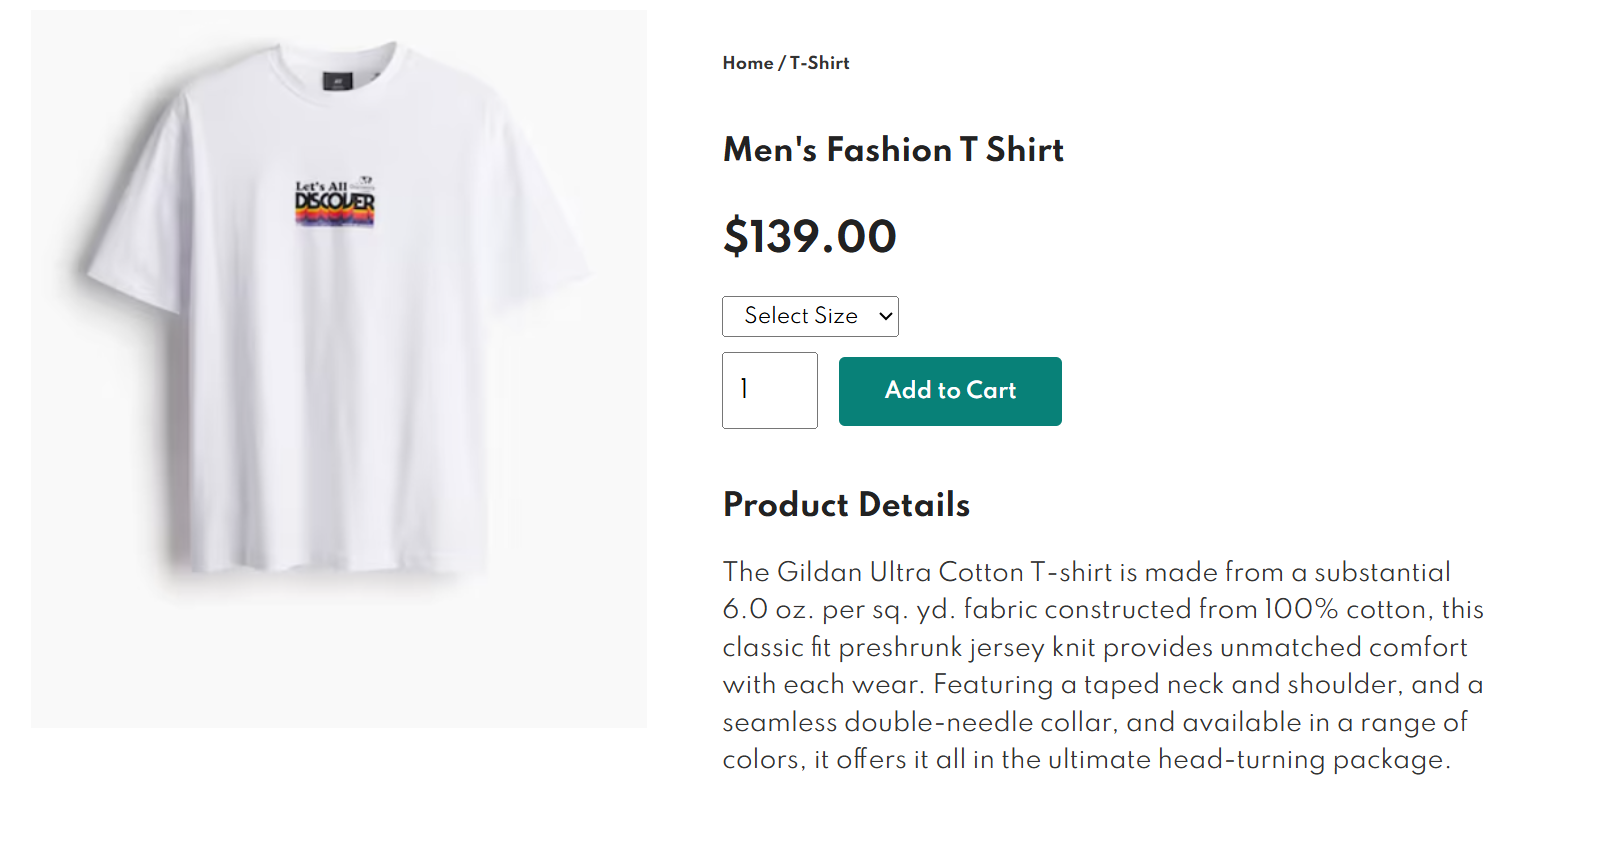 Let's All
DISCOVER
Home / T-Shirt
Men's Fashion T Shirt
$139.00
Select Size
1
Add to Cart
Product Details
The Gildan Ultra Cotton T-shirt is made from a substantial
6.0 oz. per sq. yd. fabric constructed from 100% cotton, this
classic fit preshrunk jersey knit provides unmatched comfort
with each wear. Featuring a taped neck and shoulder, and a
seamless double-needle collar, and available in a range of
colors, it offers it all in the ultimate head-turning package.